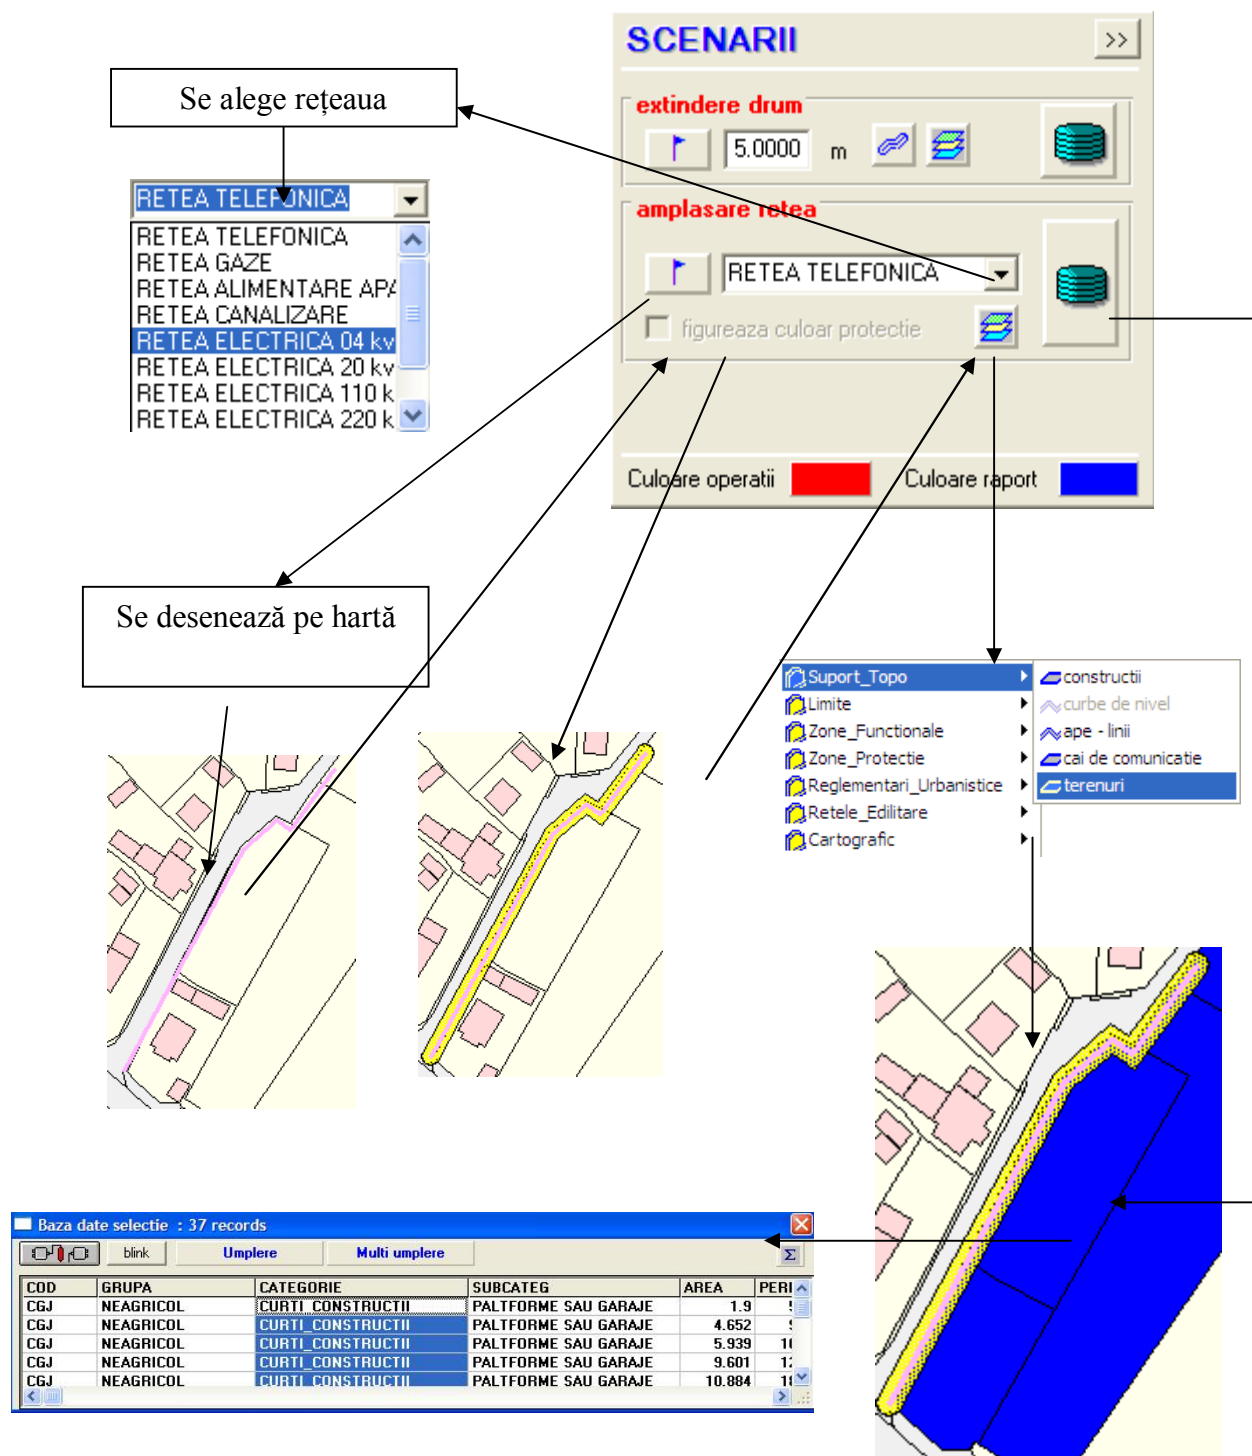 SCENARII
>>
Se alege rețeaua
extindere drum
5.0000 m
RETEA TELEFONICA
RETEA TELEFONICA
RETEA GAZE
RETEA ALIMENTARE APA
RETEA CANALIZARE
RETEA ELECTRICA 04 kv
RETEA ELECTRICA 20 kv
RETEA ELECTRICA 110 k
RETEA ELECTRICA 220 k
amplasare retea
RETEA TELEFONICA
figureaza culoar protectie
Culoare operatii
Culoare raport
Se desenează pe hartă
Suport_Topo
Limite
Zone_Functionale
Zone_Protectie
Reglementari_Urbanistice
Retele_Edilitare
Cartografic
constructii
curbe de nivel
ape - linii
cai de comunicatie
terenuri
Baza date selectie : 37 records
blink Umplere Multi umplere Σ
COD GRUPA CATEGORIE SUBCATEG AREA PERI
CGJ NEAGRICOL CURTI_CONSTRUCTII PALTFORME SAU GARAJE 1.9
CGJ NEAGRICOL CURTI_CONSTRUCTII PALTFORME SAU GARAJE 4.652
CGJ NEAGRICOL CURTI_CONSTRUCTII PALTFORME SAU GARAJE 5.939
CGJ NEAGRICOL CURTI_CONSTRUCTII PALTFORME SAU GARAJE 9.601
CGJ NEAGRICOL CURTI_CONSTRUCTII PALTFORME SAU GARAJE 10.884